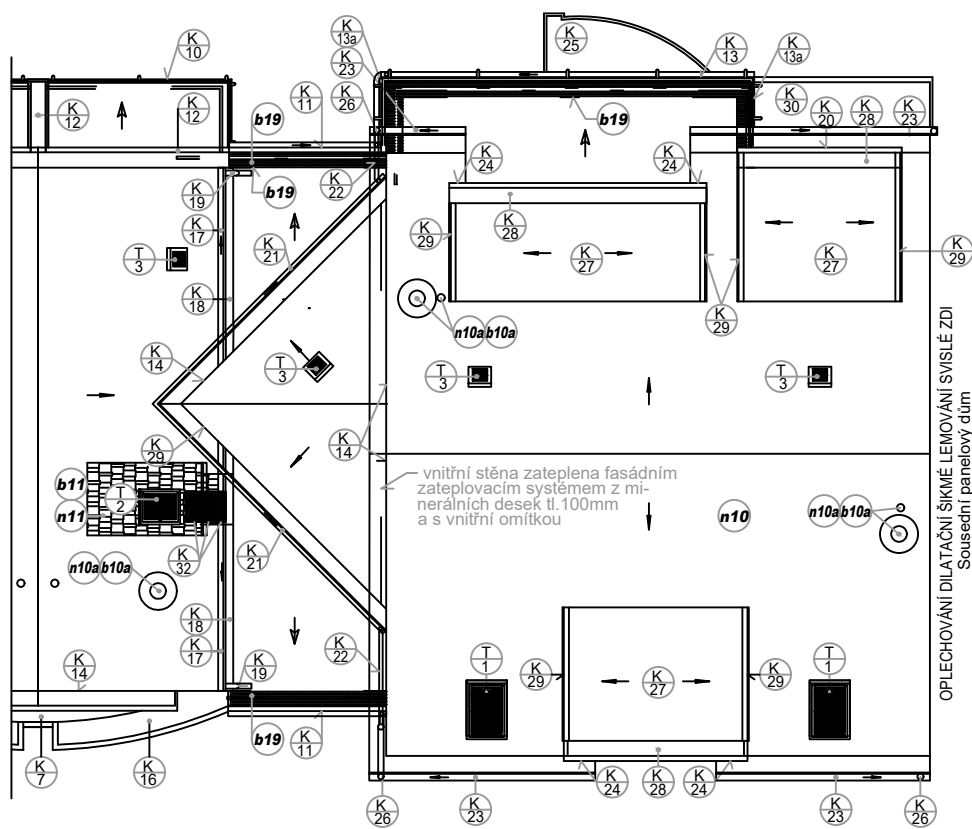 K 10
K 12
K 12
b19
K 11
K 13a
K 23
K 26
K 25
K 13
K 13a
K 30
K 20
K 28
K 23
b19
K 19
b19
K 22
K 24
K 24
K 17
K 29
K 28
T 3
K 21
K 27
K 27
K 29
K 18
K 29
n10a b10a
K 14
T 3
T 3
T 3
K 29
K 14
vnitřní stěna zateplena fasádním
zateplovacím systémem z mi-
nerálních desek tl.100mm
a s vnitřní omítkou
b11
T 2
n11
n10
n10a b10a
K 32
K 21
n10a b10a
K 18
K 17
K 22
K 14
K 19
K 29
T 1
K 27
K 29
T 1
b19
K 11
K 7
K 16
K 26
K 23
K 24
K 28
K 24
K 23
K 26
OPLECHOVÁNÍ DILATAČNÍ ŠIKMÉ LEMOVÁNÍ SVISLÉ ZDI
Sousední panelový dům